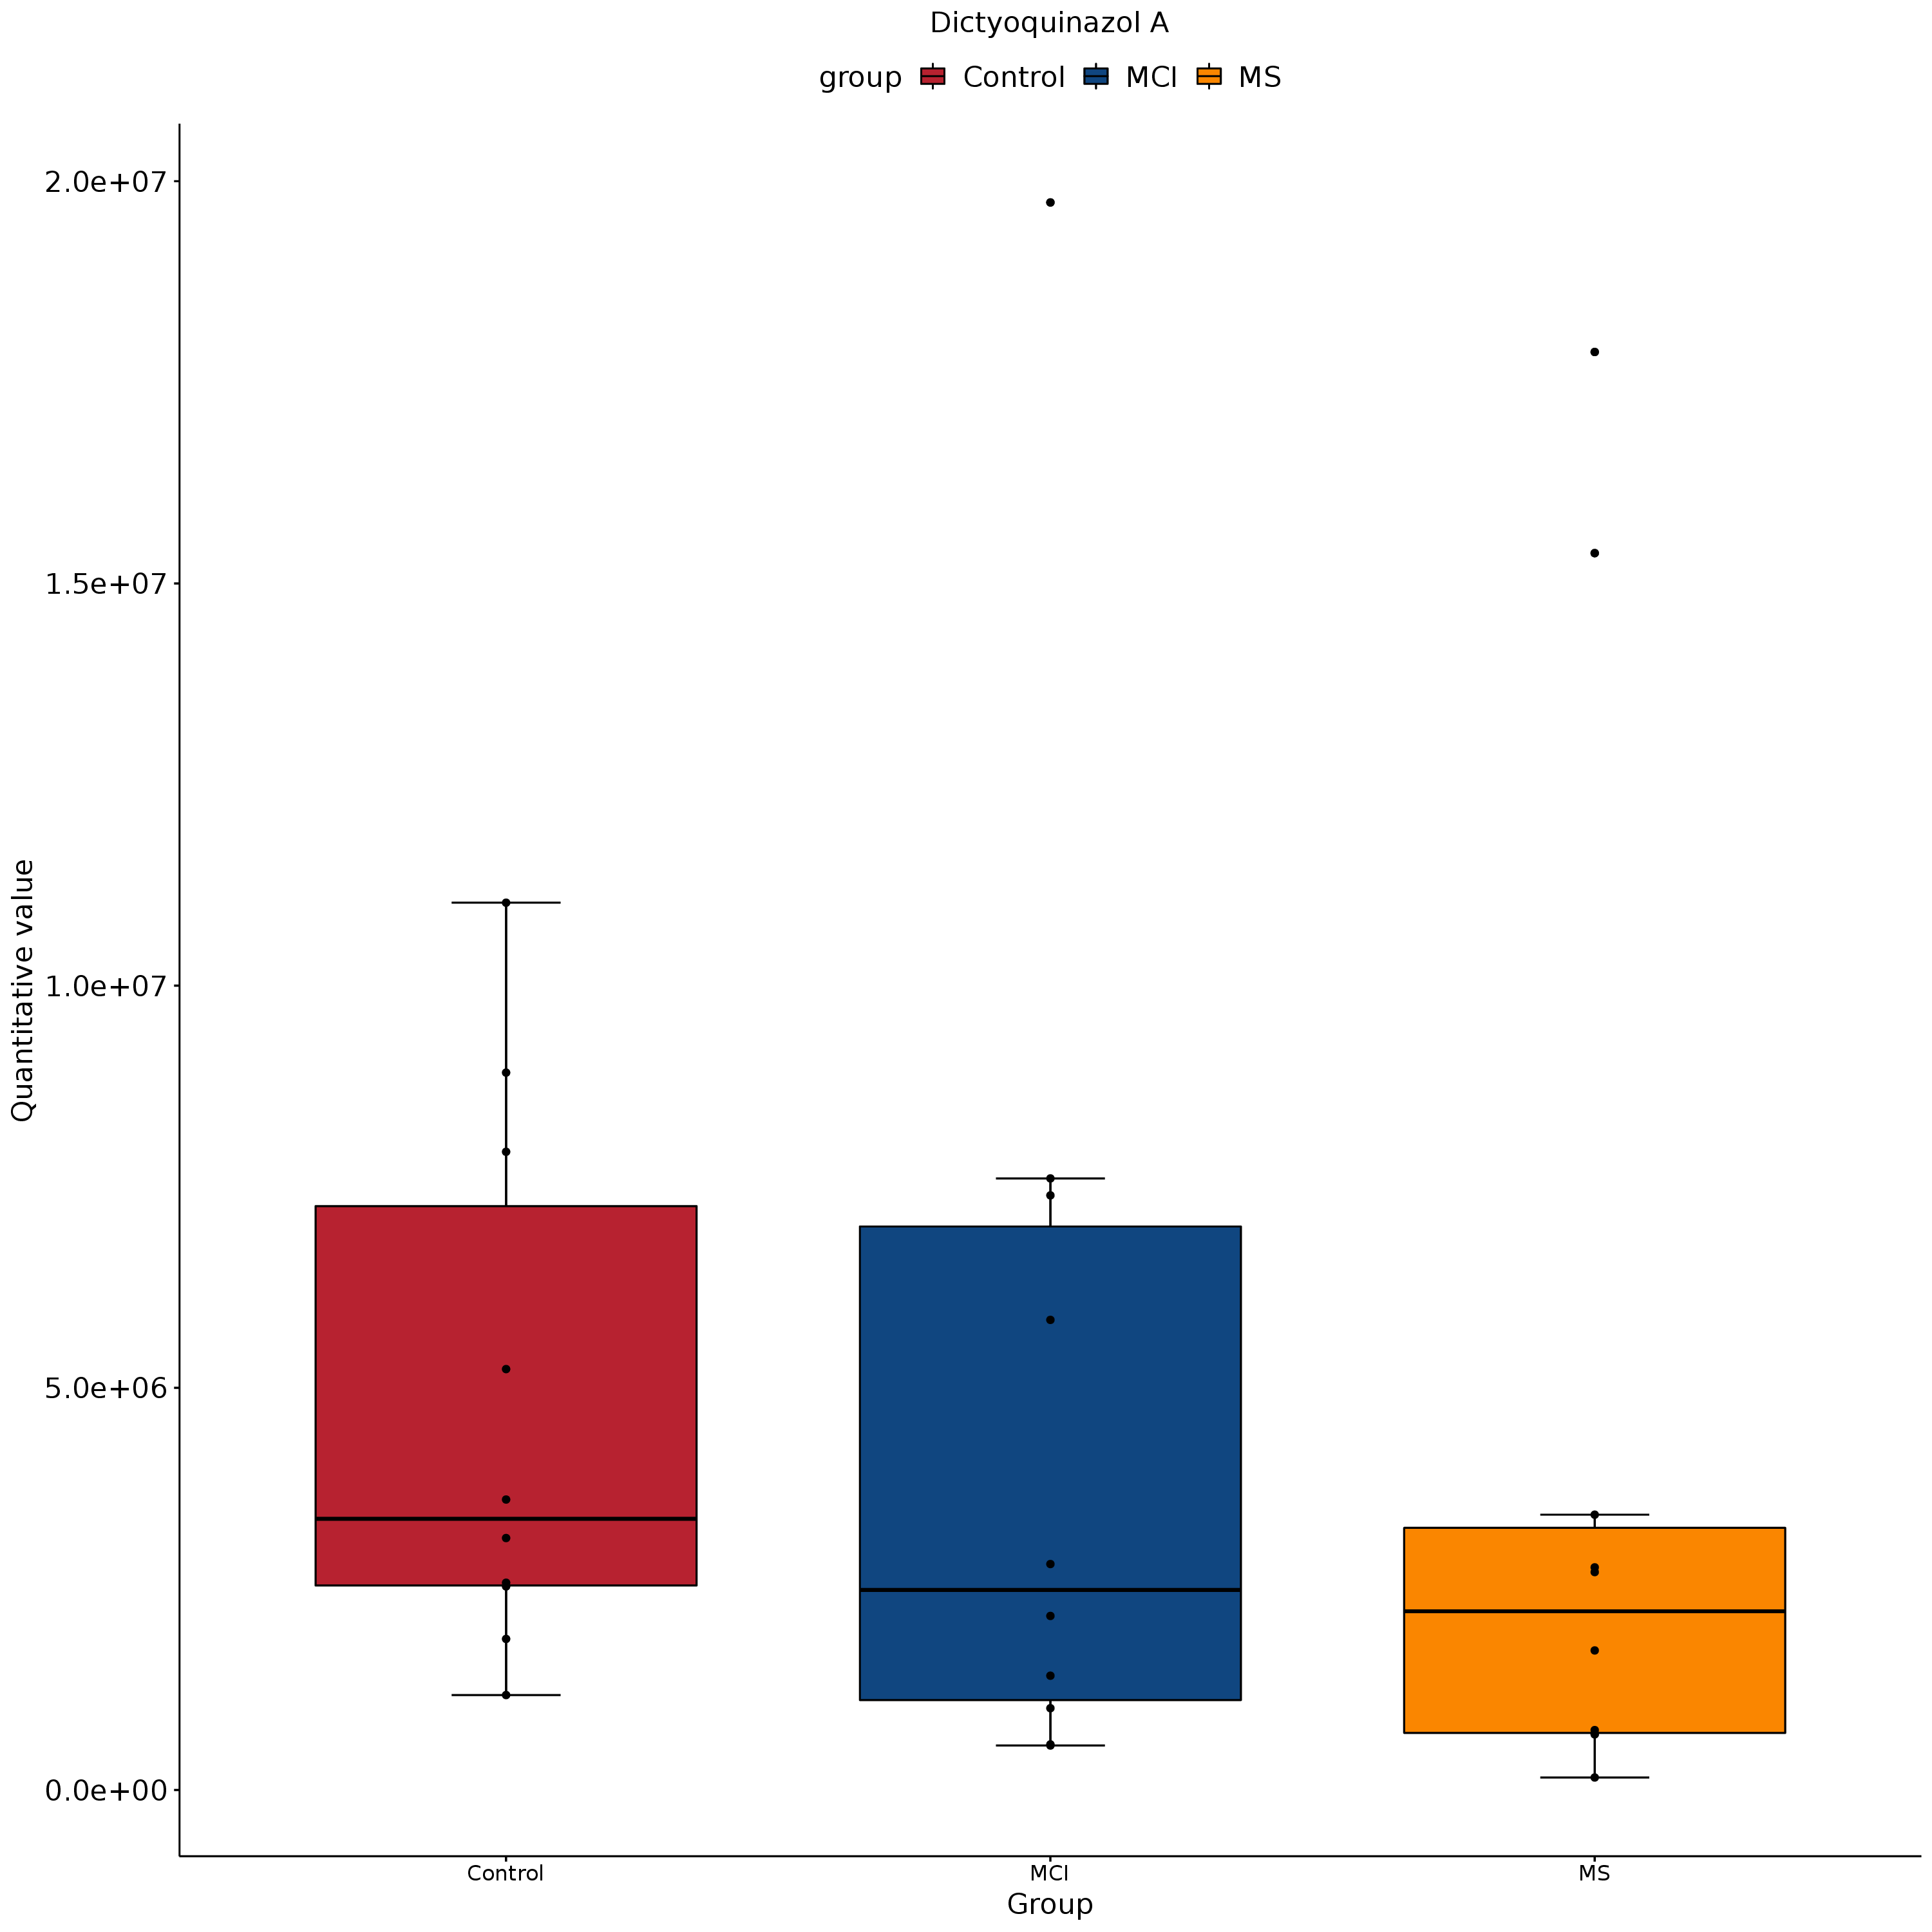 Dictyoquinazol A
group Control MCI MS
Quantitative value
2.0e+07
1.5e+07
1.0e+07
5.0e+06
0.0e+00
Control MCI MS
Group